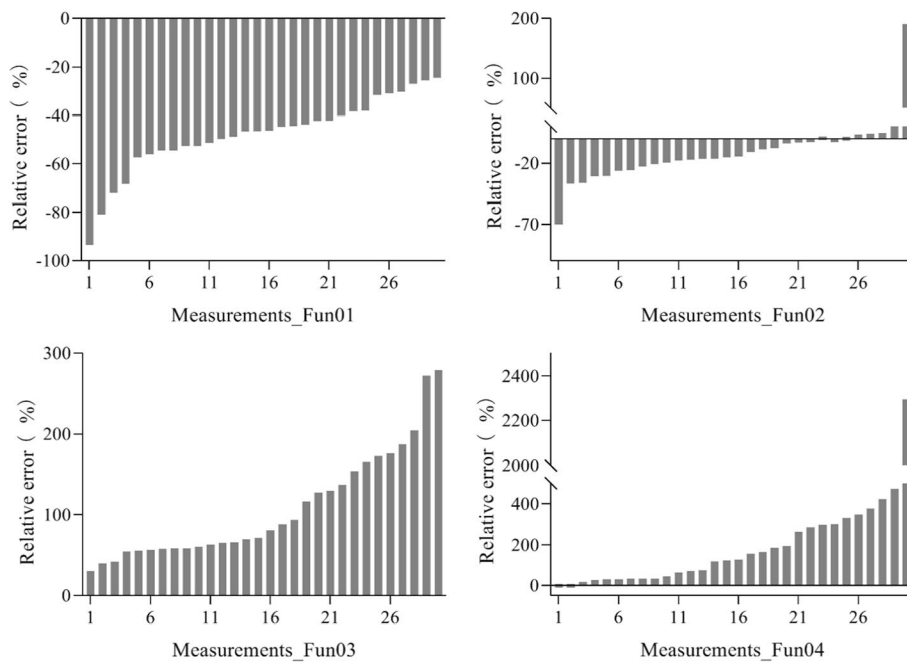 0
-20
-40
-60
-80
-100
Relative error ( %)
1 6 11 16 21 26
Measurements_Fun01
200
100
-20
-70
Relative error ( %)
1 6 11 16 21 26
Measurements_Fun02
300
200
100
0
Relative error ( %)
1 6 11 16 21 26
Measurements_Fun03
2400
2200
2000
400
200
0
Relative error ( %)
1 6 11 16 21 26
Measurements_Fun04